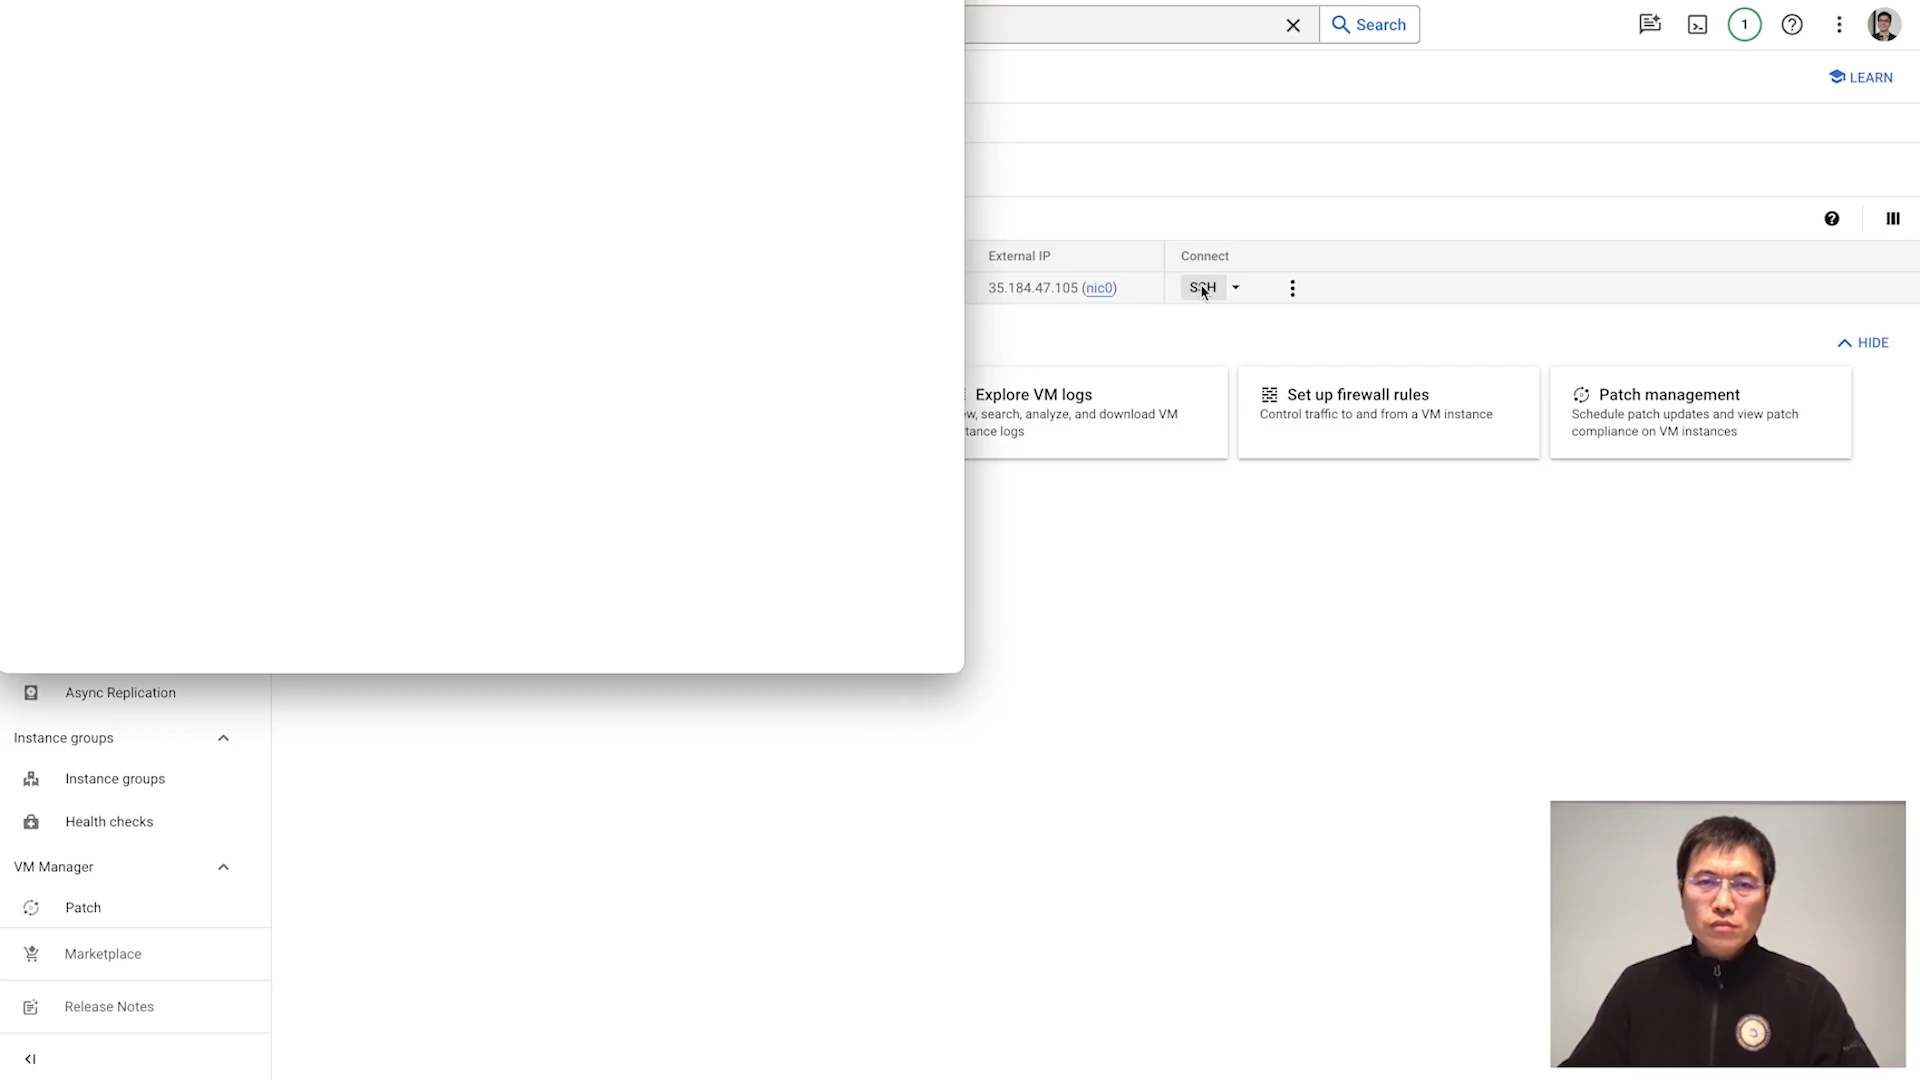 Search
1
LEARN
External IP
Connect
35.184.47.105 (nic0)
SSH
HIDE
Explore VM logs
ew, search, analyze, and download VM
tance logs
Set up firewall rules
Control traffic to and from a VM instance
Patch management
Schedule patch updates and view patch
compliance on VM instances
Async Replication
Instance groups
Instance groups
Health checks
VM Manager
Patch
Marketplace
Release Notes